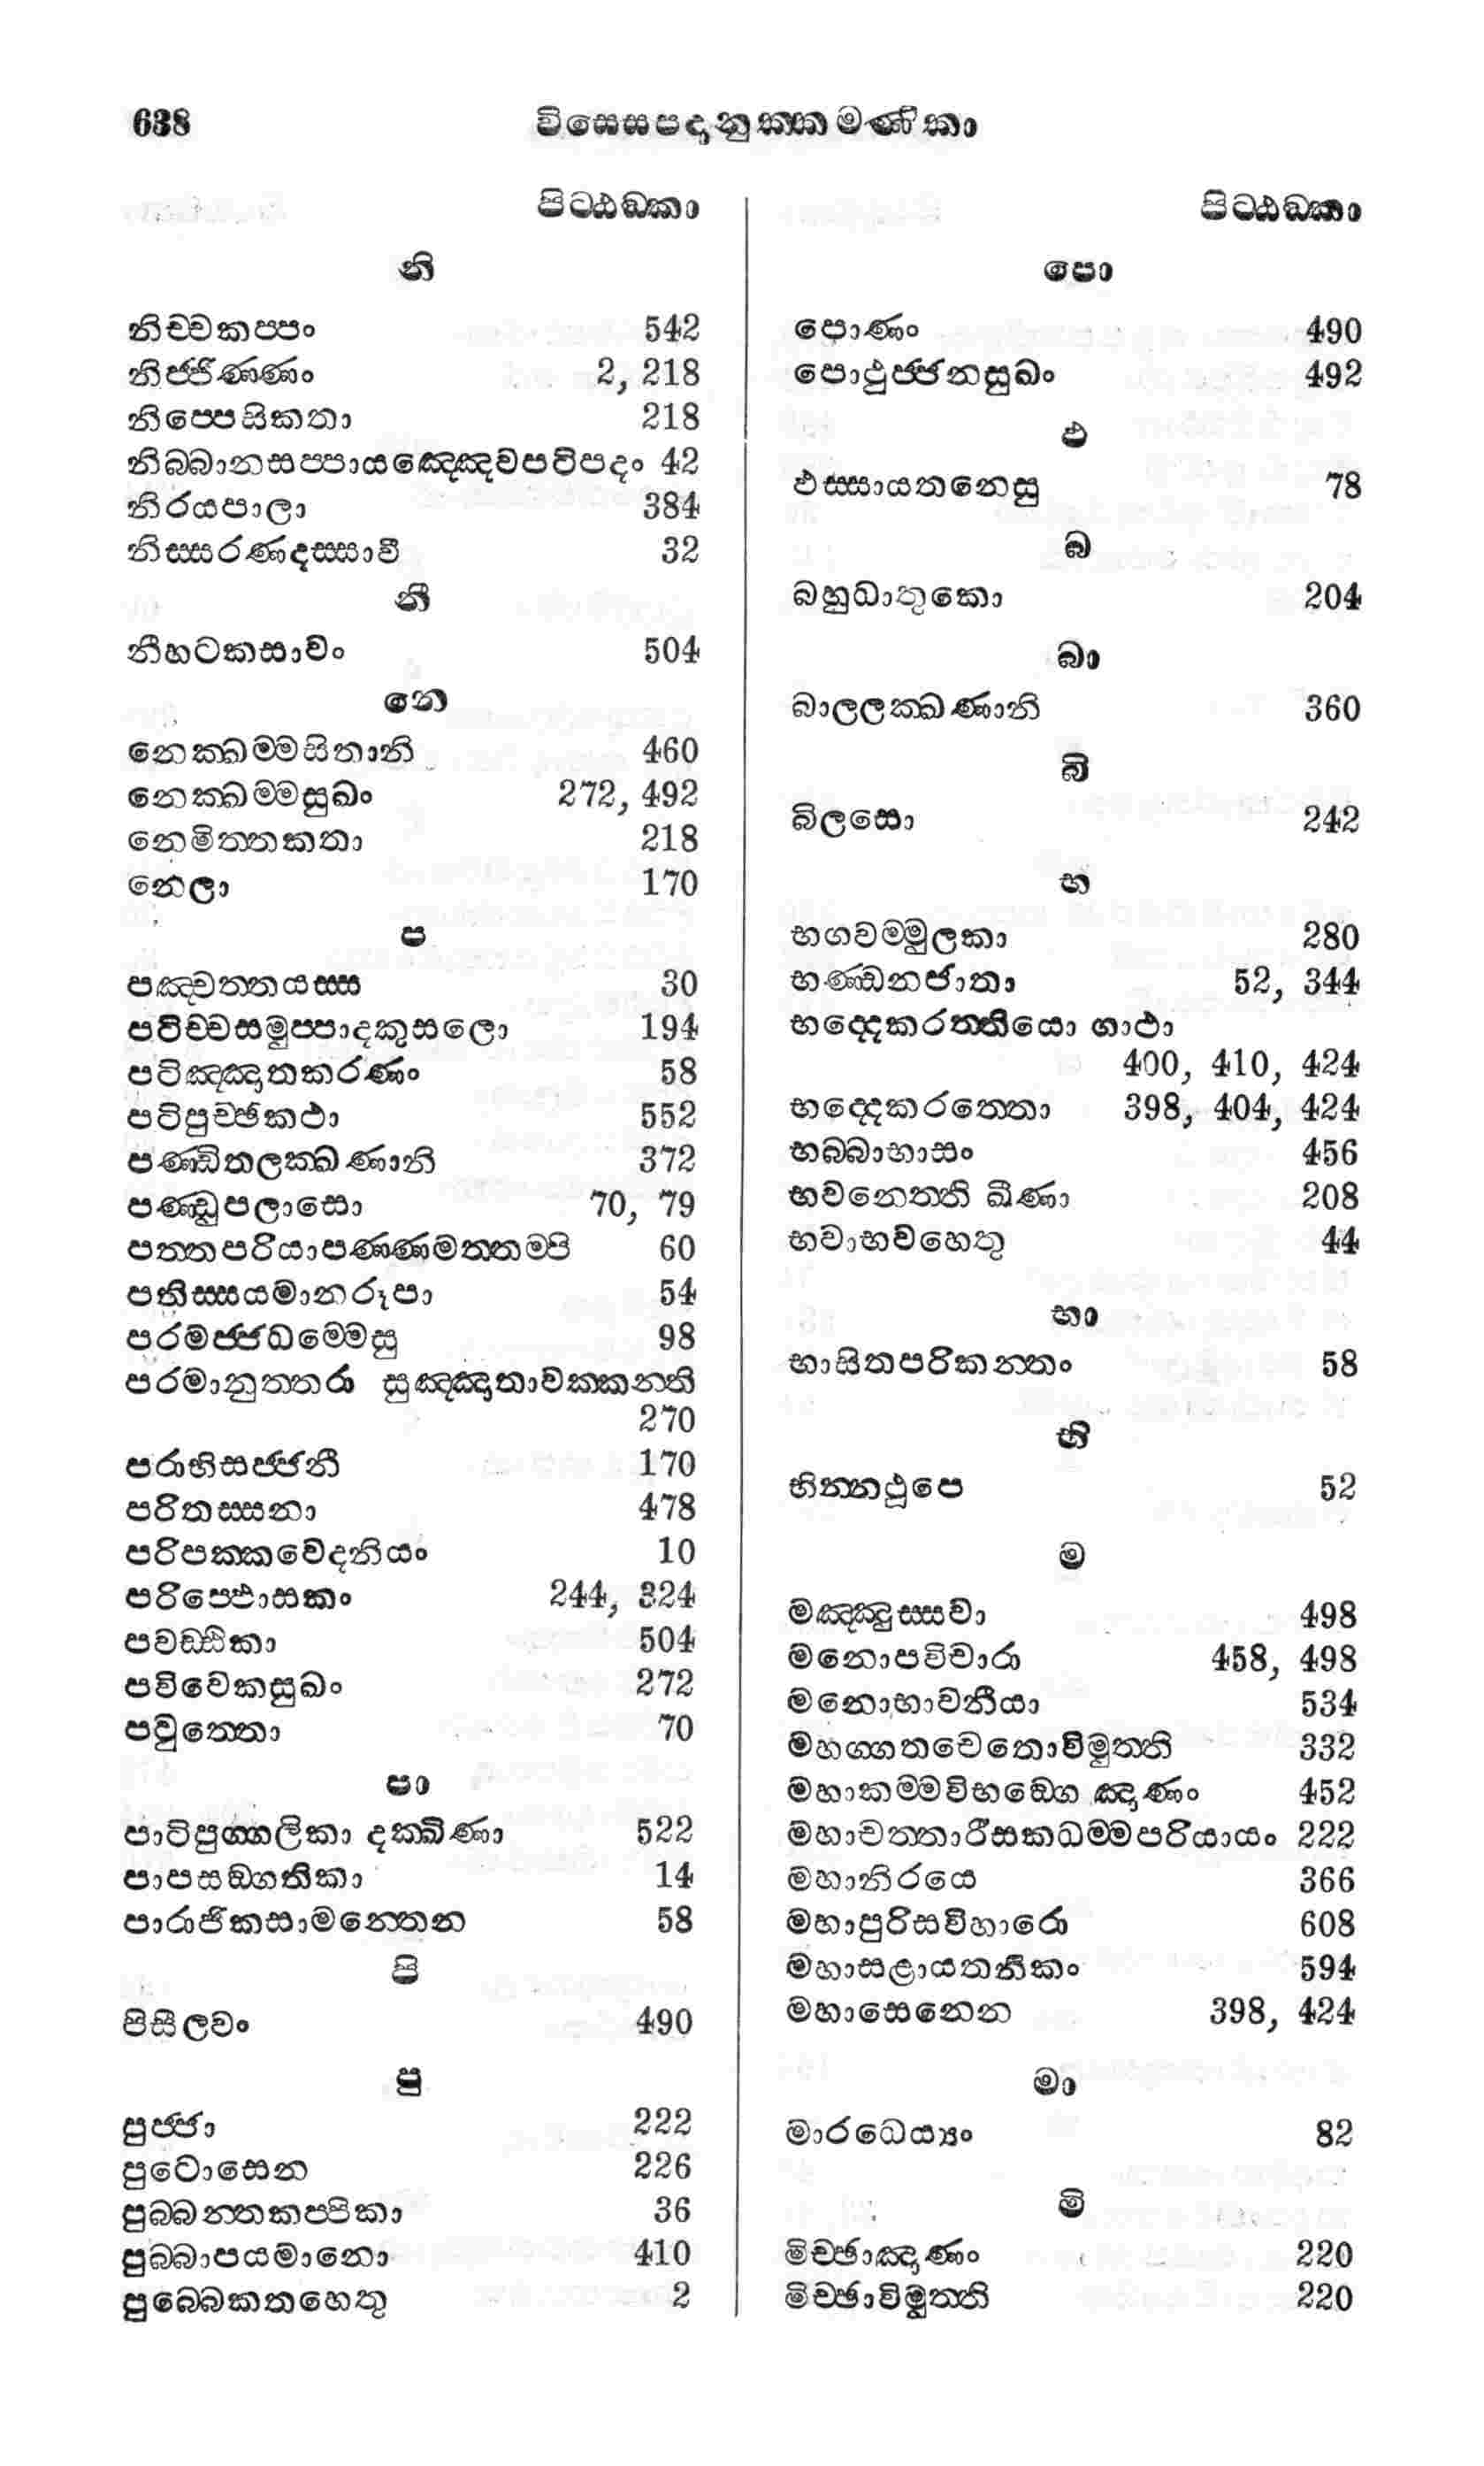 638
විසෙසපදානුක්කමණිකා
පිට්ඨඞ්කා
නි
නිච්චකප්පං 542
නිජ්ජිණ්ණං 2, 218
නිප්පෙසිකතා 218
නිබ්බානසප්පායඤ්ඤෙවපටිපදං 42
නිරයපාලා 384
නිස්සරණදස්සාවී 32
නී
නීහටකසාවං 504
නෙ
නෙක්ඛම්මසිතානි 460
නෙක්ඛම්මසුඛං 272, 492
නෙමිත්තකතා 218
නෙලා 170
ප
පඤ්චත්තයස්ස 30
පටිච්චසමුප්පාදකුසලො 194
පටිඤ්ඤාතකරණං 58
පටිපුච්ඡකථා 552
පණ්ඩිතලක්ඛණානි 372
පණ්ඩුපලාසො 70, 79
පත්තපරියාපණ්ණමත්තම්පි 60
පතිස්සයමානරූපා 54
පරමජ්ජධම්මෙසු 98
පරමානුත්තරා සුඤ්ඤතාවක්කන්ති
270
පරාභිසජ්ජනී 170
පරිතස්සනා 478
පරිපක්කවෙදනියං 10
පරිප්ඵොසකං 244, 324
පවඩ්ඪිකා 504
පවිවෙකසුඛං 272
පවුත්තො 70
පා
පාටිපුග්ගලිකා දක්ඛිණා 522
පාපසඞ්ගතිකා 14
පාරාජිකසාමන්තෙන 58
පි
පිසීලවං 490
පු
පුජ්ජා 222
පුටොසෙන 226
පුබ්බන්තකප්පිකා 36
පුබ්බාපයමානො 410
පුබ්බෙකතහෙතු 2
පිට්ඨඞ්කා
පො
පොණං 490
පොථුජ්ජනසුඛං 492
ඵ
ඵස්සායතනෙසු 78
බ
බහුධාතුකො 204
බා
බාලලක්ඛණානි 360
බි
බිලසො 242
භ
භගවම්මුලකා 280
භණ්ඩනජාතා 52, 344
භද්දෙකරත්තියො ගාථා
400, 410, 424
භද්දෙකරත්තො 398, 404, 424
භබ්බාභාසං 456
භවනෙත්ති ඛීණා 208
භවාභවහෙතු 44
භා
භාසිතපරිකන්තං 58
භි
භින්නථූපෙ 52
ම
මඤ්ඤුස්සවා 498
මනොපවිචාරා 458, 498
මනොභාවනීයා 534
මහග්ගතචෙතොවිමුත්ති 332
මහාකම්මවිභඞ්ගෙ ඤාණං 452
මහාචත්තාරීසකධම්මපරියායං 222
මහානිරයෙ 366
මහාපුරිසවිහාරො 608
මහාසළායතනිකං 594
මහාසෙනෙන 398, 424
මා
මාරධෙය්‍යං 82
මි
මිච්ඡාඤාණං 220
මිච්ඡාවිමුත්ති 220